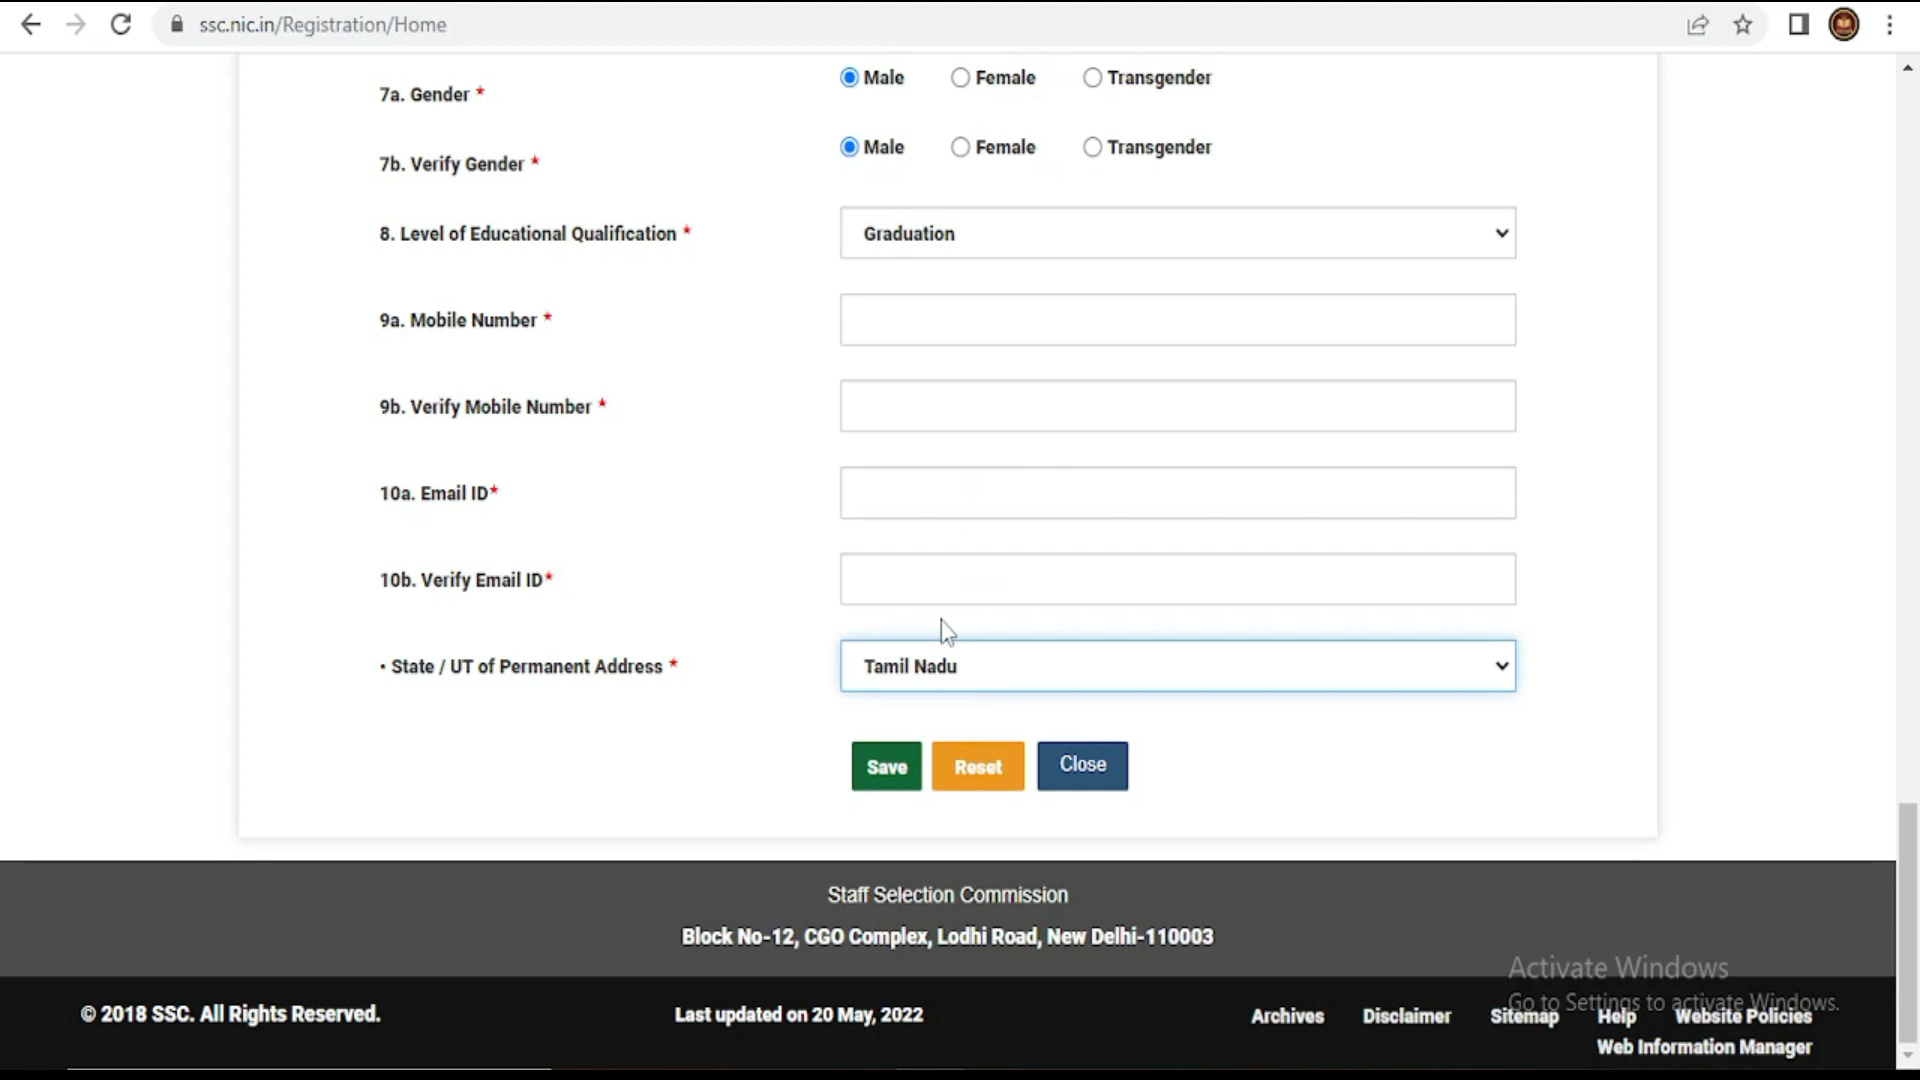 ssc.nic.in/Registration/Home
7a. Gender *
Male Female Transgender
7b. Verify Gender *
Male Female Transgender
8. Level of Educational Qualification *
Graduation
9a. Mobile Number *
9b. Verify Mobile Number *
10a. Email ID*
10b. Verify Email ID*
• State / UT of Permanent Address *
Tamil Nadu
Save Reset Close
Staff Selection Commission
Block No-12, CGO Complex, Lodhi Road, New Delhi-110003
Activate Windows
Go to Settings to activate Windows.
© 2018 SSC. All Rights Reserved.
Last updated on 20 May, 2022
Archives Disclaimer Sitemap Help Website Policies
Web Information Manager